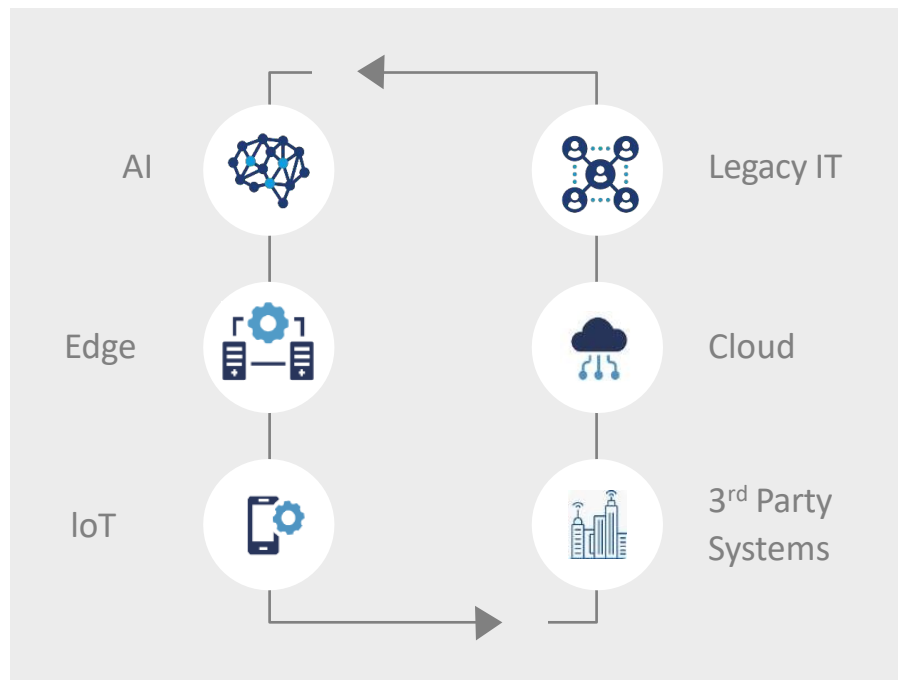 AI
Legacy IT
Edge
Cloud
IoT
3rd Party
Systems